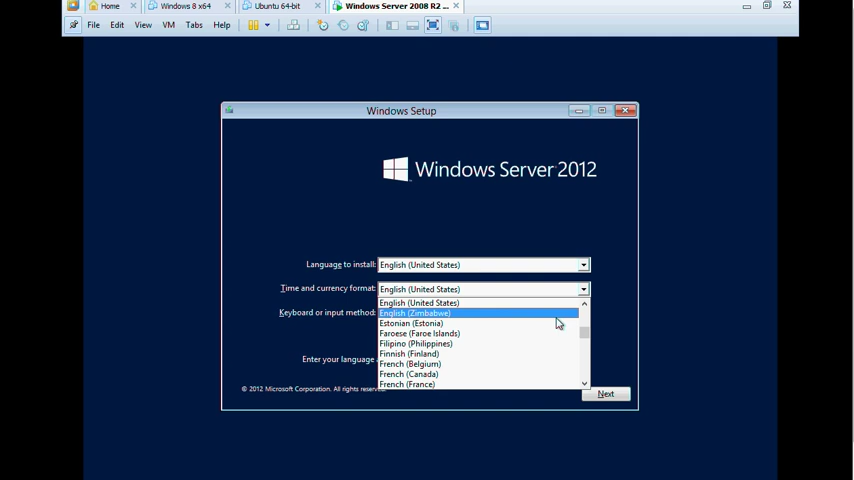 Home
Windows 8 x64
Ubuntu 64-bit
Windows Server 2008 R2 ...
File Edit View VM Tabs Help
Windows Setup
Windows Server 2012
Language to install: English (United States)
Time and currency format: English (United States)
English (United States)
Keyboard or input method: English (Zimbabwe)
Estonian (Estonia)
Faroese (Faroe Islands)
Filipino (Philippines)
Finnish (Finland)
Enter your language
French (Belgium)
French (Canada)
French (France)
© 2012 Microsoft Corporation. All rights reserved.
Next